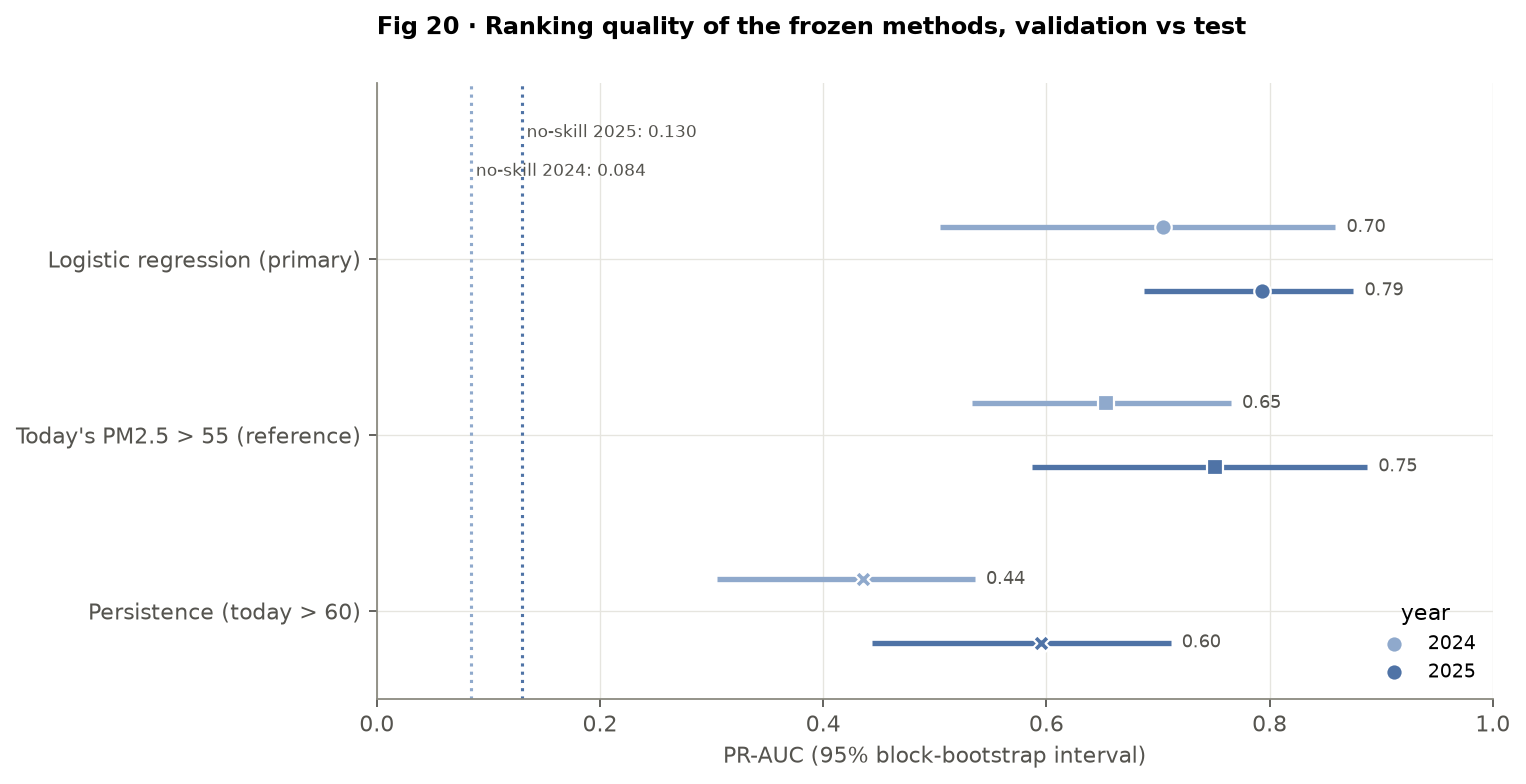 Fig 20 · Ranking quality of the frozen methods, validation vs test
no-skill 2025: 0.130
no-skill 2024: 0.084
0.70
Logistic regression (primary)
0.79
0.65
Today's PM2.5 > 55 (reference)
0.75
0.44
Persistence (today > 60)
0.60
year
2024
2025
0.0 0.2 0.4 0.6 0.8 1.0
PR-AUC (95% block-bootstrap interval)